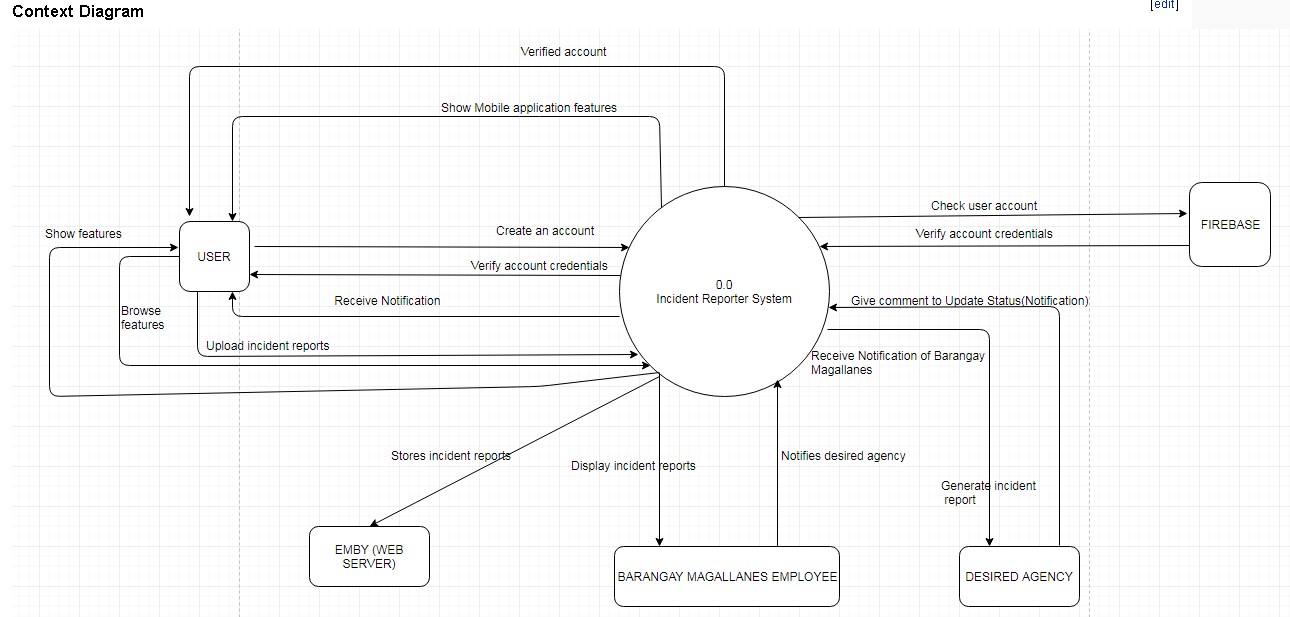 Context Diagram
[edit]
Verified account
Show Mobile application features
Check user account
FIREBASE
Show features
Create an account
Verify account credentials
USER
Verify account credentials
0.0
Incident Reporter System
Receive Notification
Give comment to Update Status(Notification)
Browse
features
Upload incident reports
Receive Notification of Barangay
Magallanes
Stores incident reports
Display incident reports
Notifies desired agency
Generate incident
report
EMBY (WEB
SERVER)
BARANGAY MAGALLANES EMPLOYEE
DESIRED AGENCY